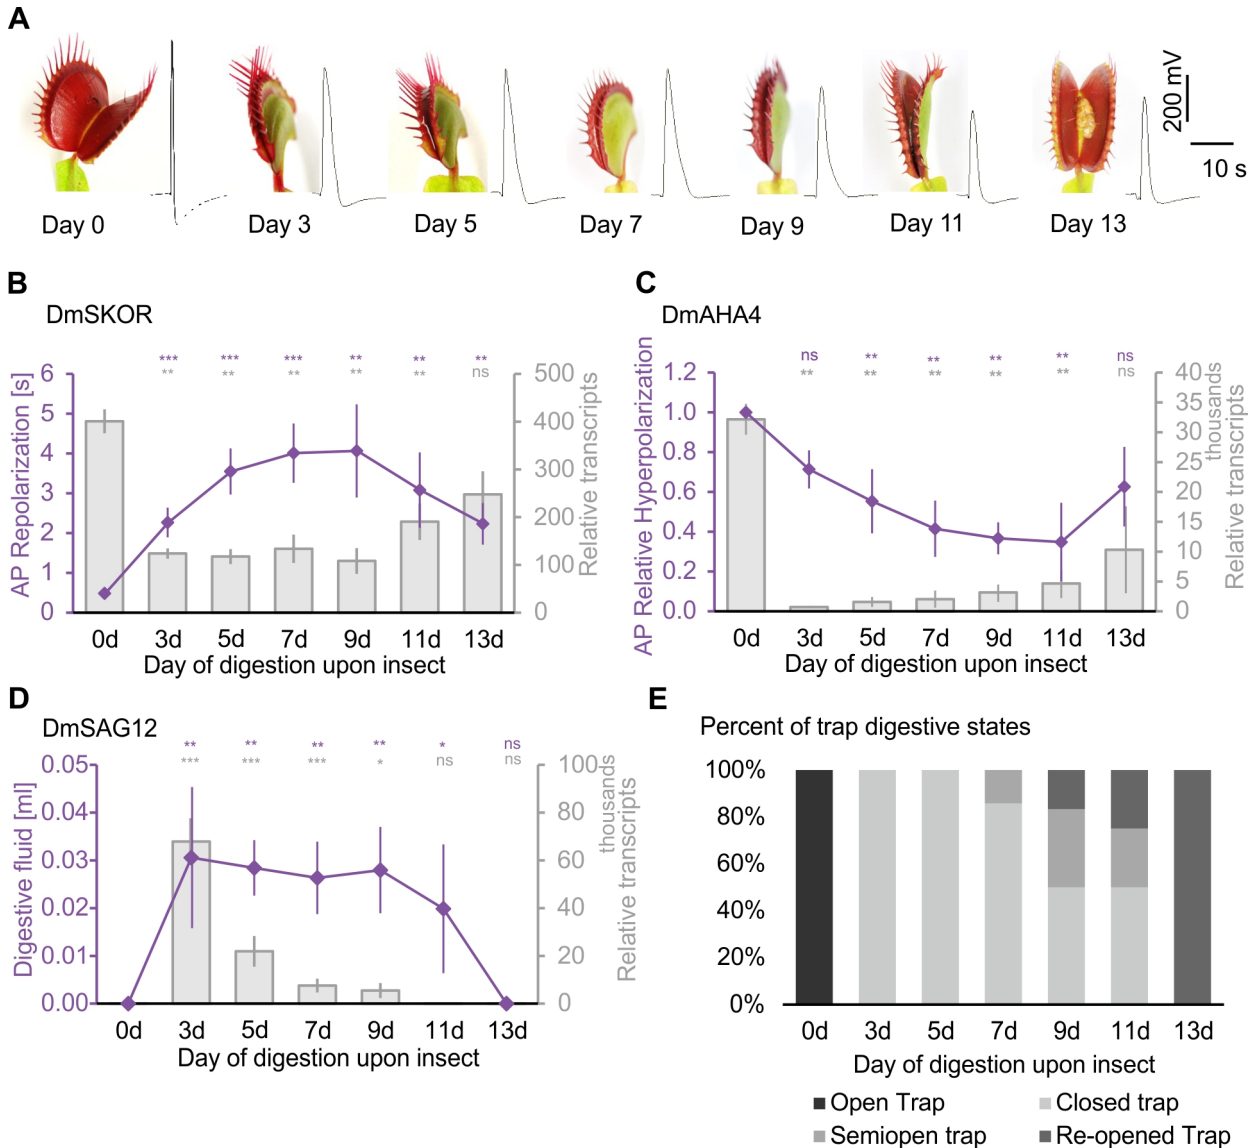 A
200 mV
10 s
Day 0
Day 3
Day 5
Day 7
Day 9
Day 11
Day 13
B
DmSKOR
*** *** *** ** ** **
** ** ** ** ** ns
AP Repolarization [s]
6
5
4
3
2
1
0
500
400
300
200
100
0
Relative transcripts
0d 3d 5d 7d 9d 11d 13d
Day of digestion upon insect
C
DmAHA4
ns ** ** ** ** ns
** ** ** ** ** ns
AP Relative Hyperpolarization
1.2
1.0
0.8
0.6
0.4
0.2
0.0
40
35
30
25
20
15
10
5
0
thousands
Relative transcripts
0d 3d 5d 7d 9d 11d 13d
Day of digestion upon insect
D
DmSAG12
** ** ** ** * ns
*** *** *** * ns ns
Digestive fluid [ml]
0.05
0.04
0.03
0.02
0.01
0.00
100
80
60
40
20
0
thousands
Relative transcripts
0d 3d 5d 7d 9d 11d 13d
Day of digestion upon insect
E
Percent of trap digestive states
100%
80%
60%
40%
20%
0%
0d 3d 5d 7d 9d 11d 13d
Day of digestion upon insect
Open Trap
Closed trap
Semiopen trap
Re-opened Trap